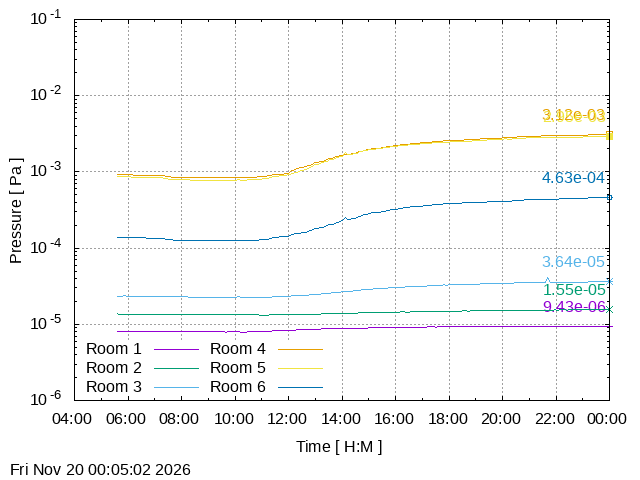 10^-1
10^-2
10^-3
10^-4
10^-5
10^-6
Pressure [ Pa ]
3.12e-03
4.63e-04
3.64e-05
1.55e-05
9.43e-06
Room 1 Room 4
Room 2 Room 5
Room 3 Room 6
04:00 06:00 08:00 10:00 12:00 14:00 16:00 18:00 20:00 22:00 00:00
Time [ H:M ]
Fri Nov 20 00:05:02 2026